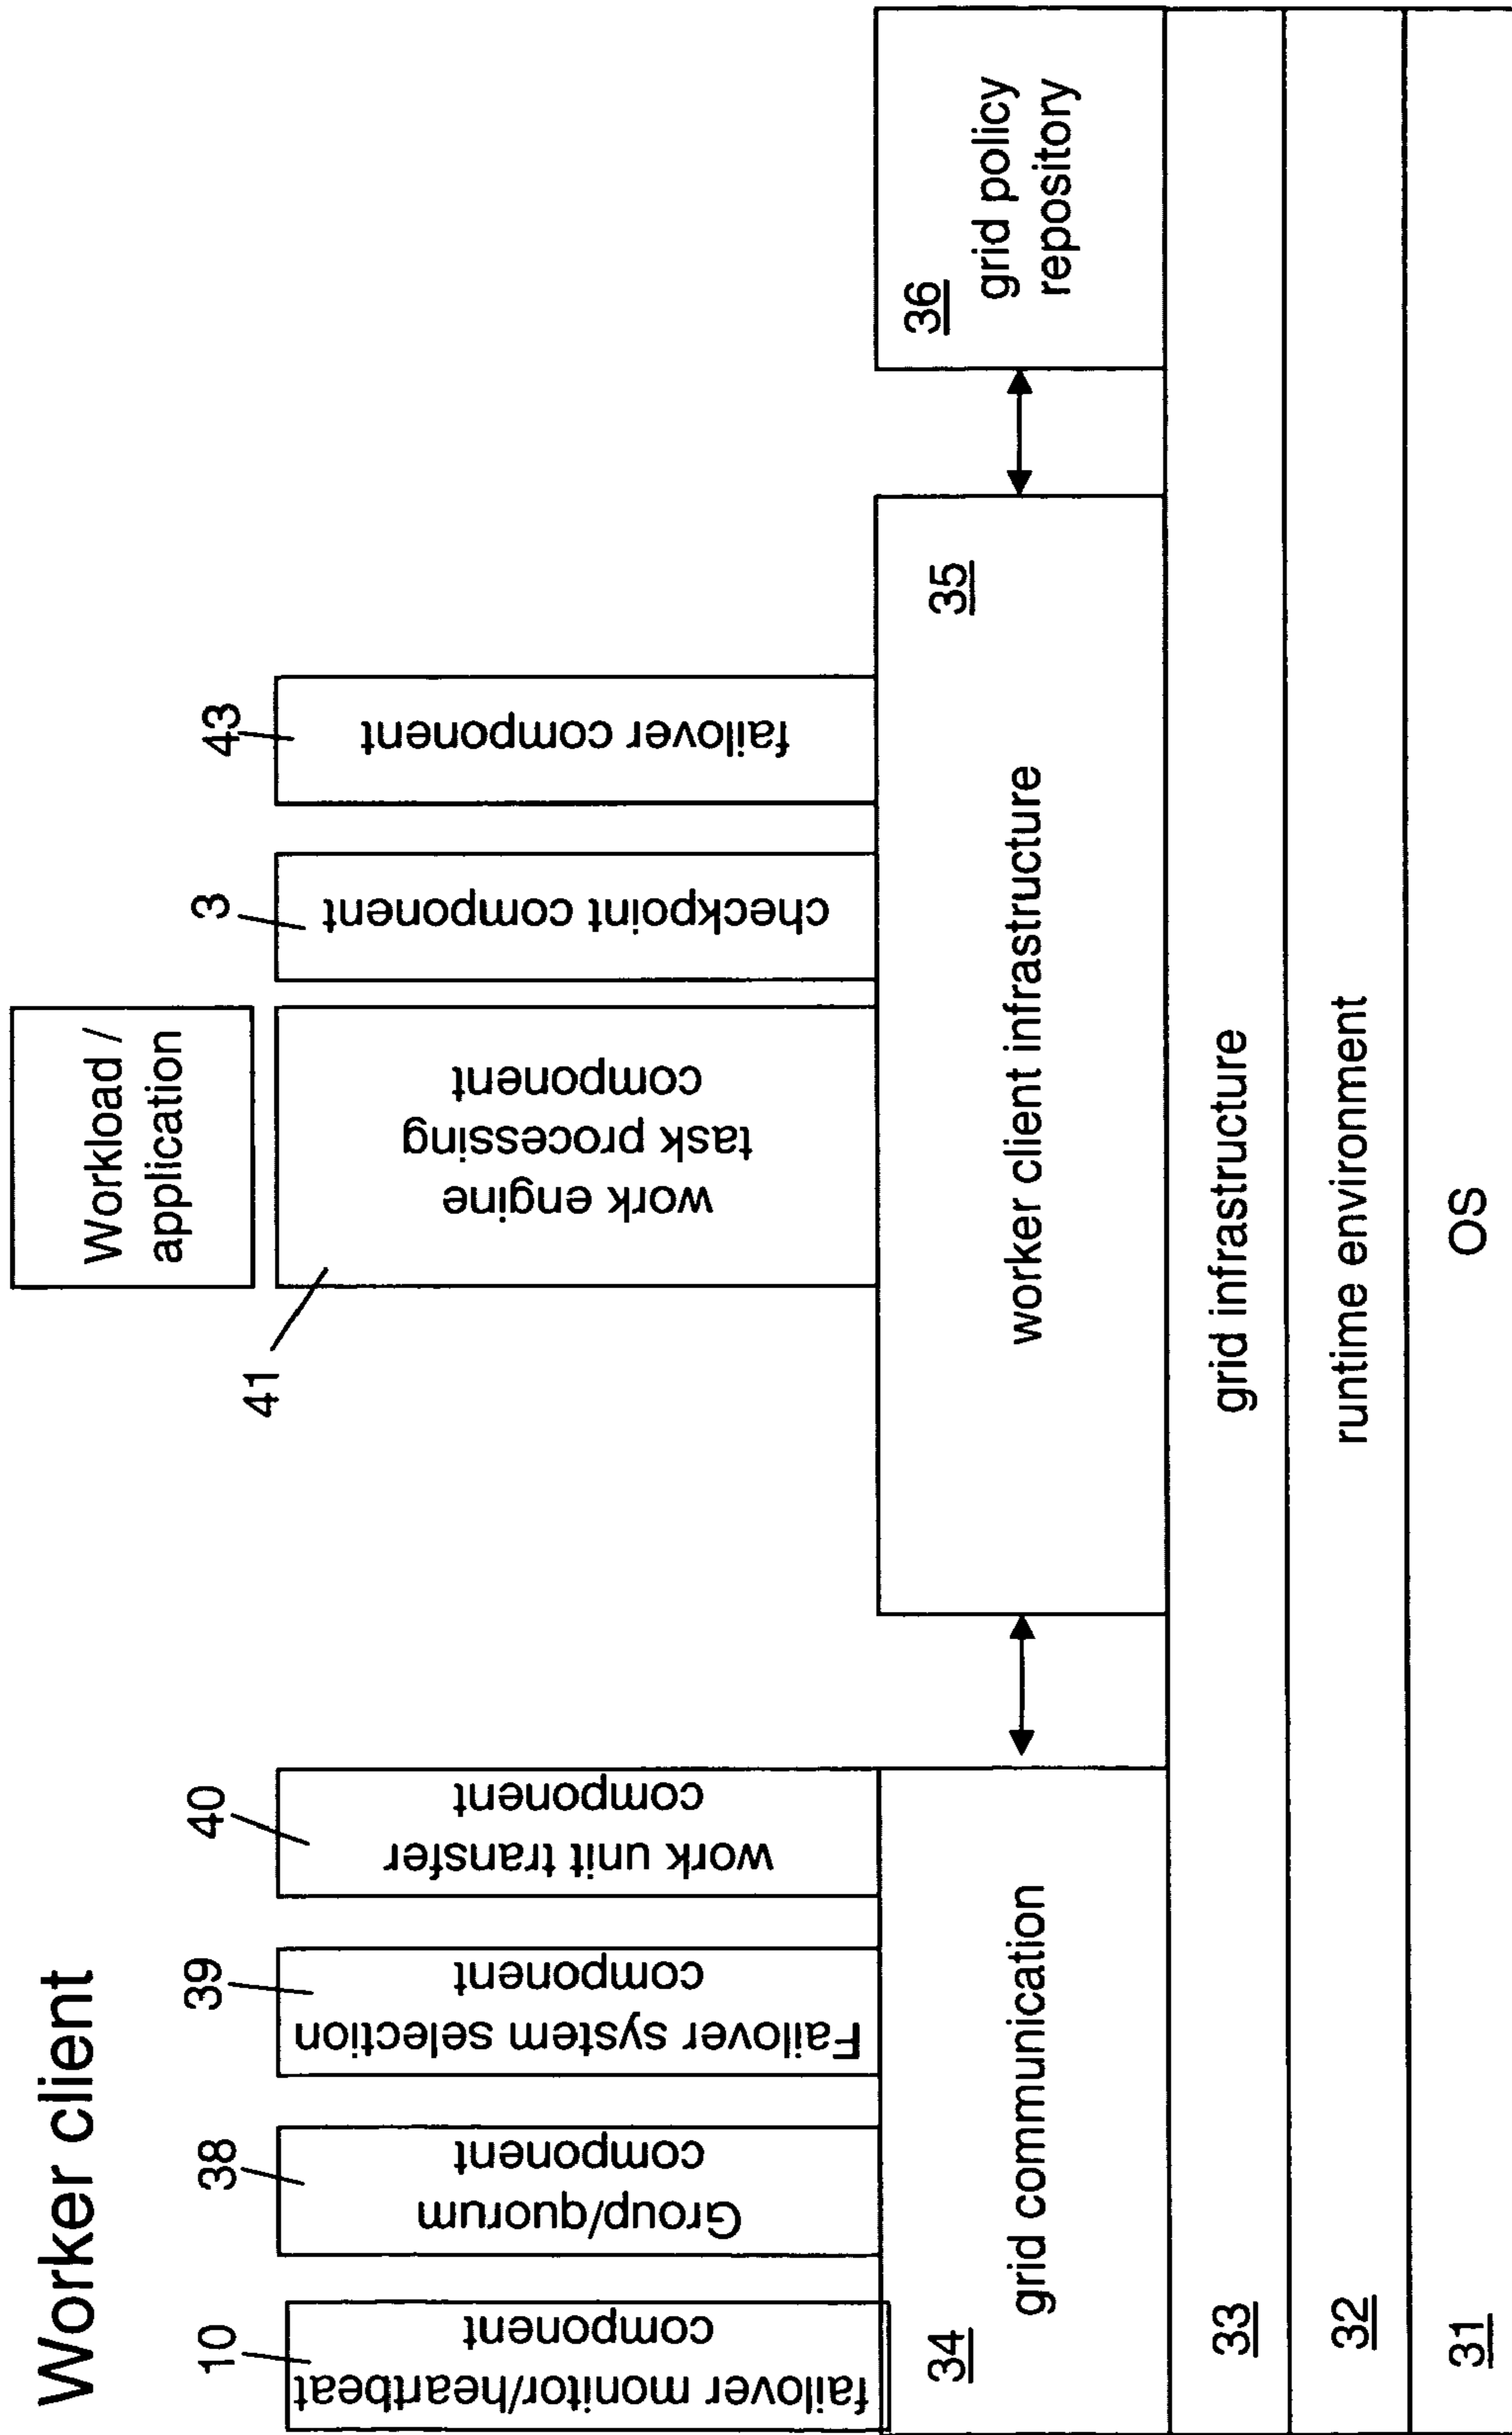 Worker client
10
failover monitor/heartbeat
component
38
Group/quorum
component
39
Failover system selection
component
40
work unit transfer
component
Workload /
application
41
work engine
task processing
component
3
checkpoint component
43
failover component
34
grid communication
worker client infrastructure
35
36
grid policy
repository
33
grid infrastructure
32
runtime environment
31
OS